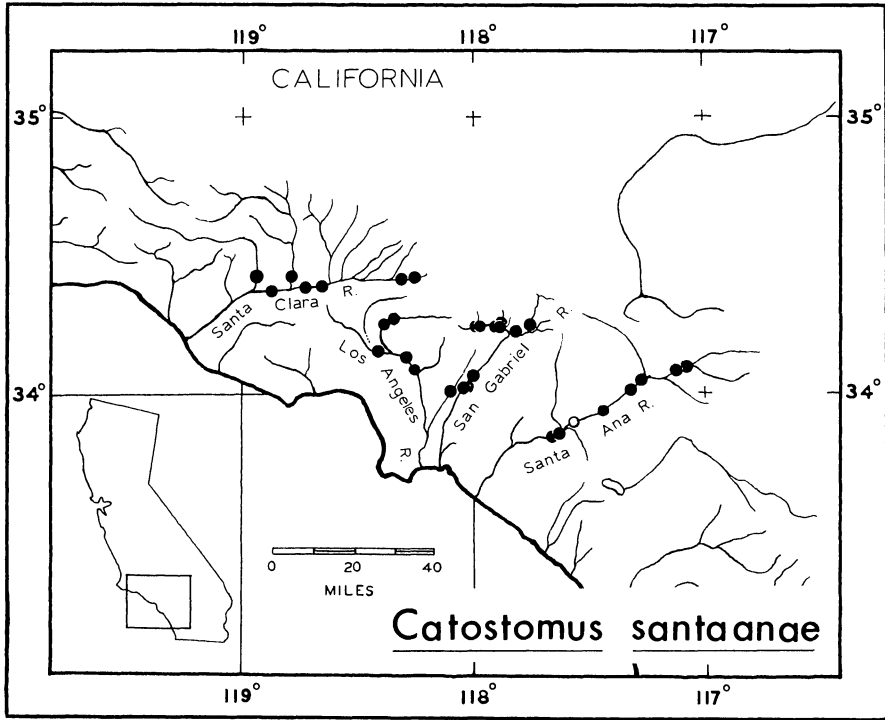 119° 118° 117°
CALIFORNIA
35° 35°
Santa Clara R.
Los Angeles R.
San Gabriel R.
Santa Ana R.
34° 34°
0 20 40
MILES
Catostomus santaanae
119° 118° 117°